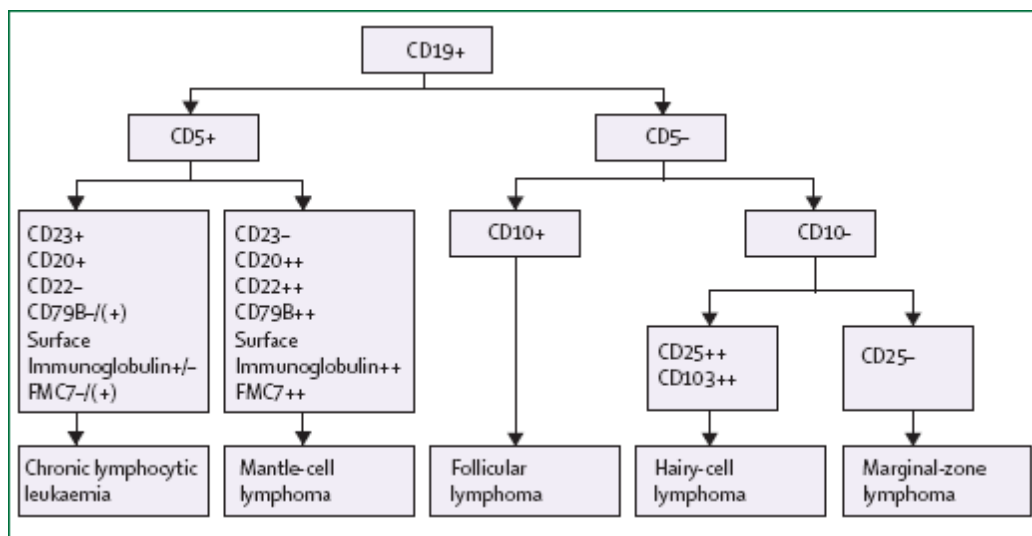 CD19+
CD5+
CD5–
CD23+
CD20+
CD22–
CD79B–/(+)
Surface
Immunoglobulin+/–
FMC7–/(+)
CD23–
CD20++
CD22++
CD79B++
Surface
Immunoglobulin++
FMC7++
CD10+
CD10-
CD25++
CD103++
CD25–
Chronic lymphocytic
leukaemia
Mantle-cell
lymphoma
Follicular
lymphoma
Hairy-cell
lymphoma
Marginal-zone
lymphoma